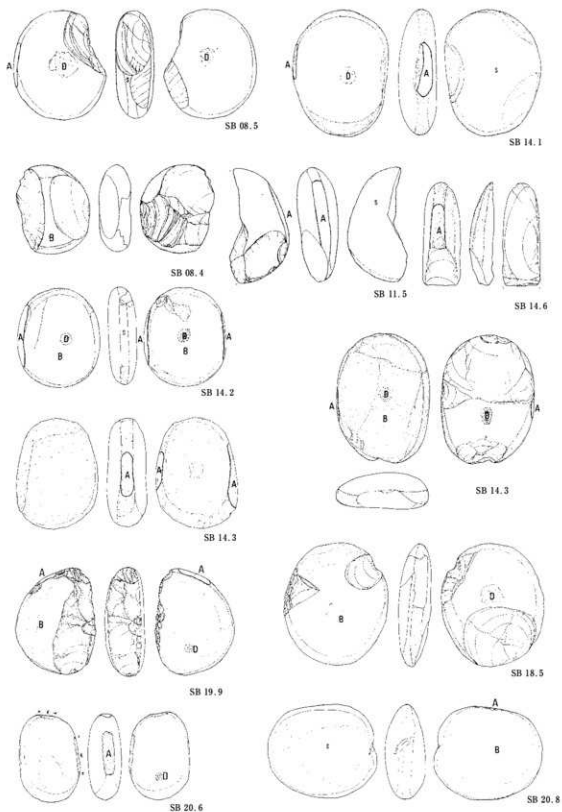 A D S D
SB 08.5
A D A S
SB 14.1
B
SB 08.4
A A S
SB 11.5
A
SB 14.6
A D B S A B B A
SB 14.2
A D B D A
SB 14.3
A A A
SB 14.3
A B A D
SB 19.9
B D
SB 18.5
A D
SB 20.6
S A B
SB 20.8